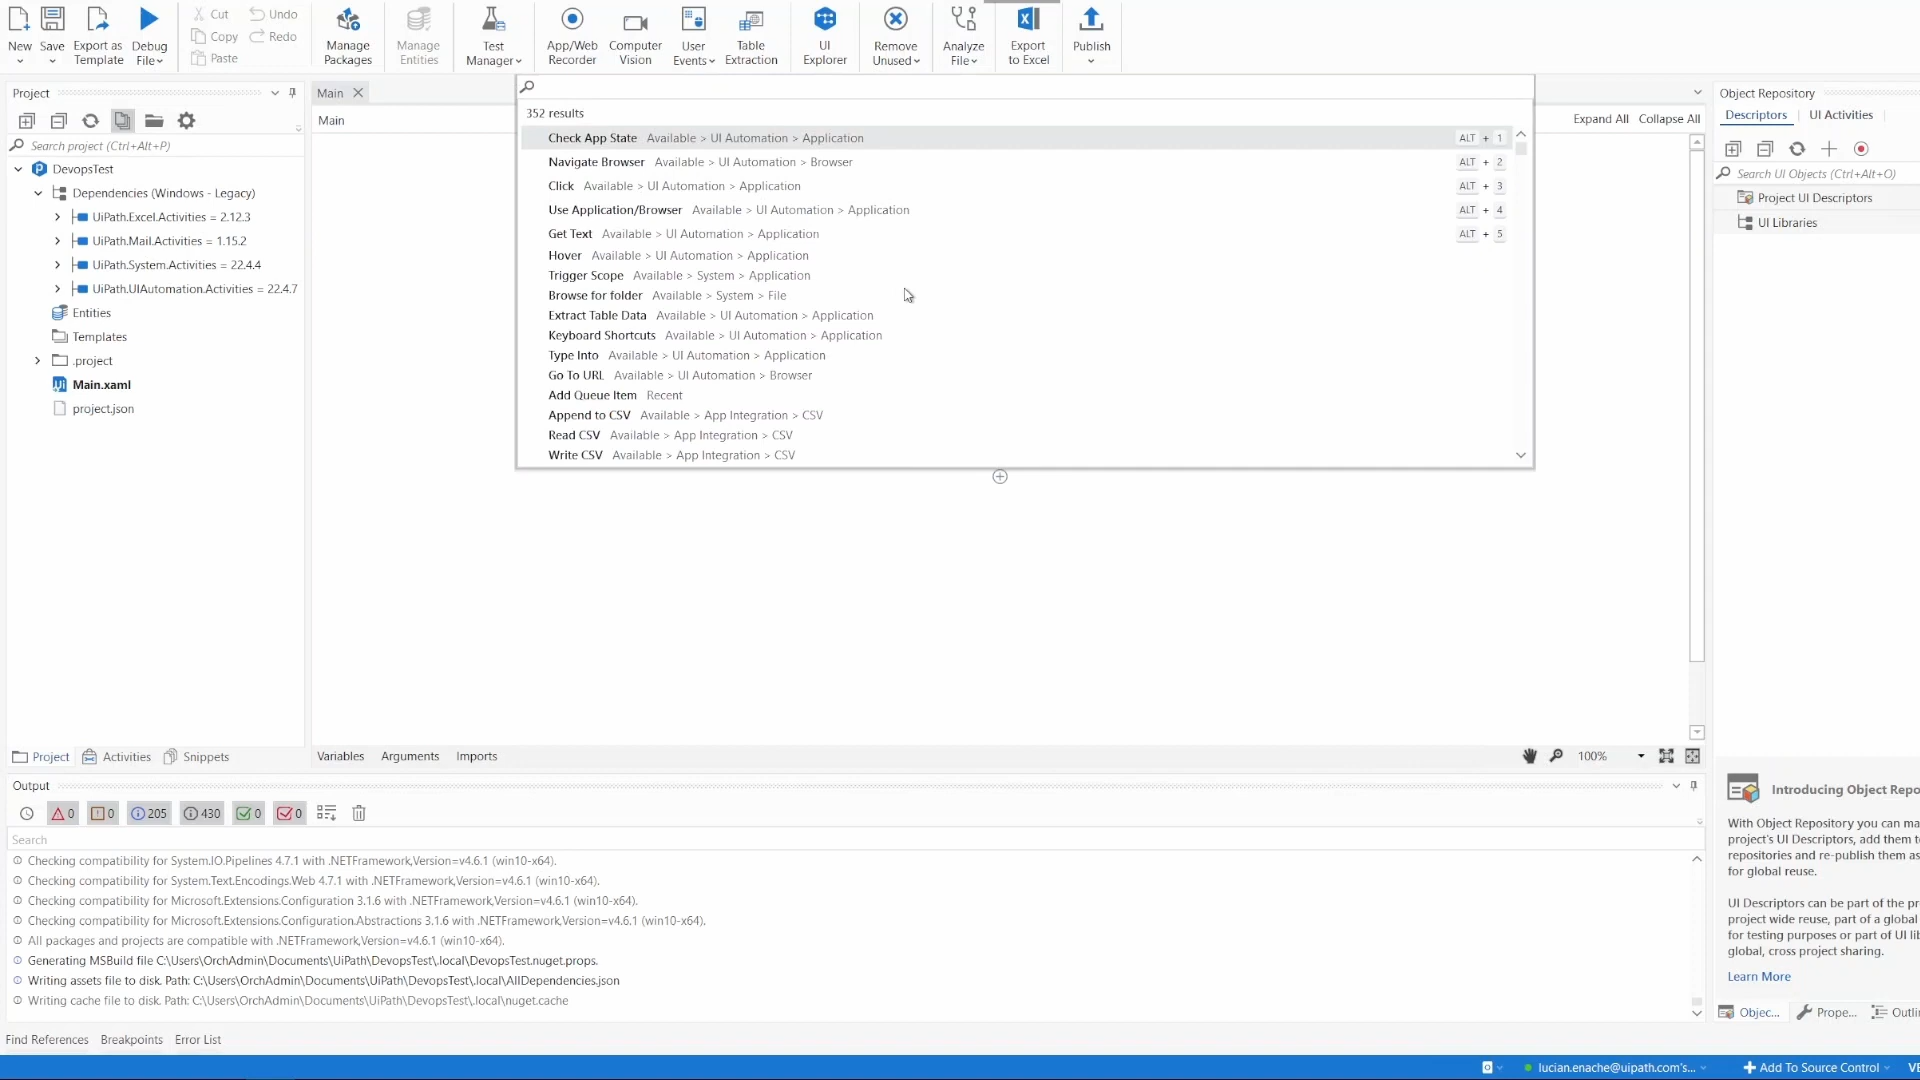 New
Save
Export as Template
Debug File
Cut
Copy
Paste
Undo
Redo
Manage Packages
Manage Entities
Test Manager
App/Web Recorder
Computer Vision
User Events
Table Extraction
UI Explorer
Remove Unused
Analyze File
Export to Excel
Publish
Project
Search project (Ctrl+Alt+P)
DevopsTest
Dependencies (Windows - Legacy)
UiPath.Excel.Activities = 2.12.3
UiPath.Mail.Activities = 1.15.2
UiPath.System.Activities = 22.4.4
UiPath.UIAutomation.Activities = 22.4.7
Entities
Templates
.project
Main.xaml
project.json
Project
Activities
Snippets
Main
Main
Expand All
Collapse All
352 results
Check App State Available > UI Automation > Application ALT + 1
Navigate Browser Available > UI Automation > Browser ALT + 2
Click Available > UI Automation > Application ALT + 3
Use Application/Browser Available > UI Automation > Application ALT + 4
Get Text Available > UI Automation > Application ALT + 5
Hover Available > UI Automation > Application
Trigger Scope Available > System > Application
Browse for folder Available > System > File
Extract Table Data Available > UI Automation > Application
Keyboard Shortcuts Available > UI Automation > Application
Type Into Available > UI Automation > Application
Go To URL Available > UI Automation > Browser
Add Queue Item Recent
Append to CSV Available > App Integration > CSV
Read CSV Available > App Integration > CSV
Write CSV Available > App Integration > CSV
Variables
Arguments
Imports
100%
Object Repository
Descriptors
UI Activities
Search UI Objects (Ctrl+Alt+O)
Project UI Descriptors
UI Libraries
Introducing Object Repo
With Object Repository you can ma
project's UI Descriptors, add them t
repositories and re-publish them as
for global reuse.
UI Descriptors can be part of the pr
project wide reuse, part of a global
for testing purposes or part of UI lib
global, cross project sharing.
Learn More
Objec...
Prope...
Outlin
Output
0
0
205
430
0
0
Search
Checking compatibility for System.IO.Pipelines 4.7.1 with .NETFramework,Version=v4.6.1 (win10-x64).
Checking compatibility for System.Text.Encodings.Web 4.7.1 with .NETFramework,Version=v4.6.1 (win10-x64).
Checking compatibility for Microsoft.Extensions.Configuration 3.1.6 with .NETFramework,Version=v4.6.1 (win10-x64).
Checking compatibility for Microsoft.Extensions.Configuration.Abstractions 3.1.6 with .NETFramework,Version=v4.6.1 (win10-x64).
All packages and projects are compatible with .NETFramework,Version=v4.6.1 (win10-x64).
Generating MSBuild file C:\Users\OrchAdmin\Documents\UiPath\DevopsTest\.local\DevopsTest.nuget.props.
Writing assets file to disk. Path: C:\Users\OrchAdmin\Documents\UiPath\DevopsTest\.local\AllDependencies.json
Writing cache file to disk. Path: C:\Users\OrchAdmin\Documents\UiPath\DevopsTest\.local\nuget.cache
Find References
Breakpoints
Error List
lucian.enache@uipath.com's...
Add To Source Control